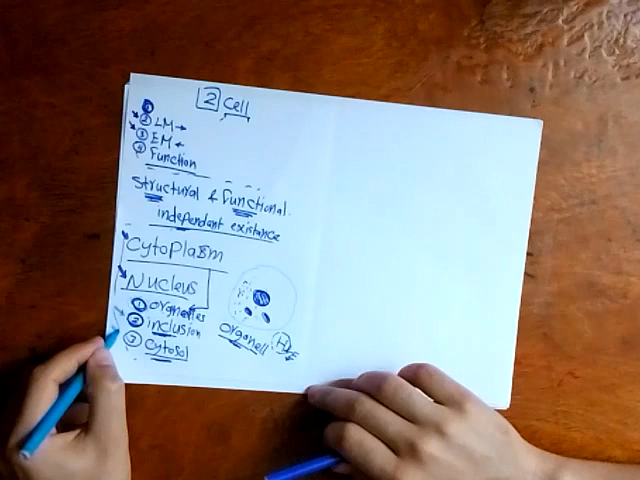 2 Cell
1
2 LM →
3 EM ←
4 Function
Structural & Functional.
independent existance
Cytoplasm
Nucleus
1 organelles
2 inclusion
3 Cytosol
organell